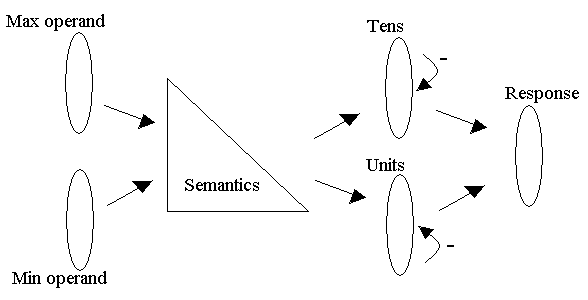 Max operand
Tens
-
Response
Semantics
Units
-
Min operand